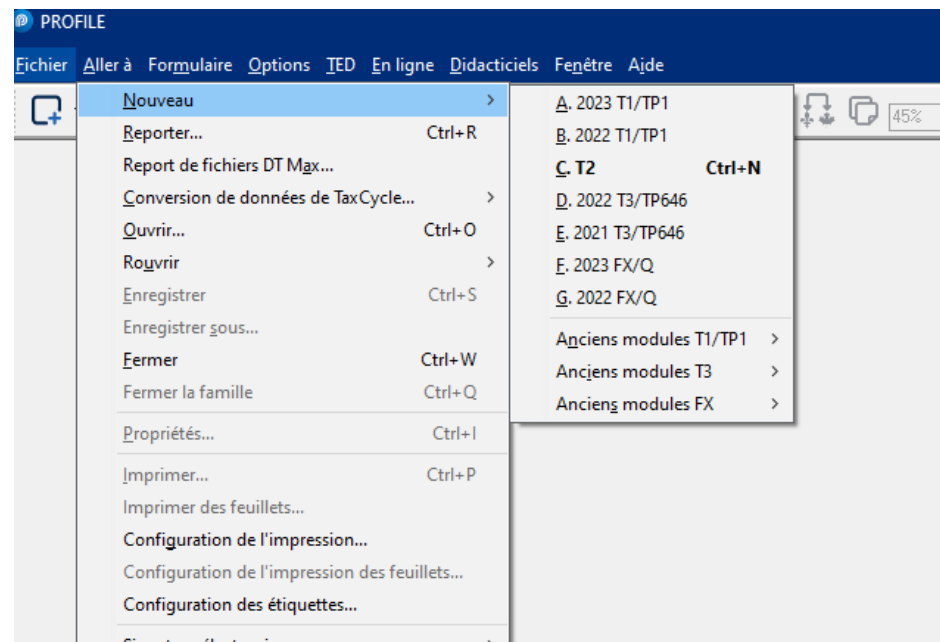 PROFILE
Fichier Aller à Formulaire Options TED En ligne Didacticiels Fenêtre Aide
45%
Nouveau
Reporter... Ctrl+R
Report de fichiers DT Max...
Conversion de données de TaxCycle...
Ouvrir... Ctrl+O
Rouvrir
Enregistrer Ctrl+S
Enregistrer sous...
Fermer Ctrl+W
Fermer la famille Ctrl+Q
Propriétés... Ctrl+I
Imprimer... Ctrl+P
Imprimer des feuillets...
Configuration de l'impression...
Configuration de l'impression des feuillets...
Configuration des étiquettes...
A. 2023 T1/TP1
B. 2022 T1/TP1
C. T2 Ctrl+N
D. 2022 T3/TP646
E. 2021 T3/TP646
F. 2023 FX/Q
G. 2022 FX/Q
Anciens modules T1/TP1
Anciens modules T3
Anciens modules FX